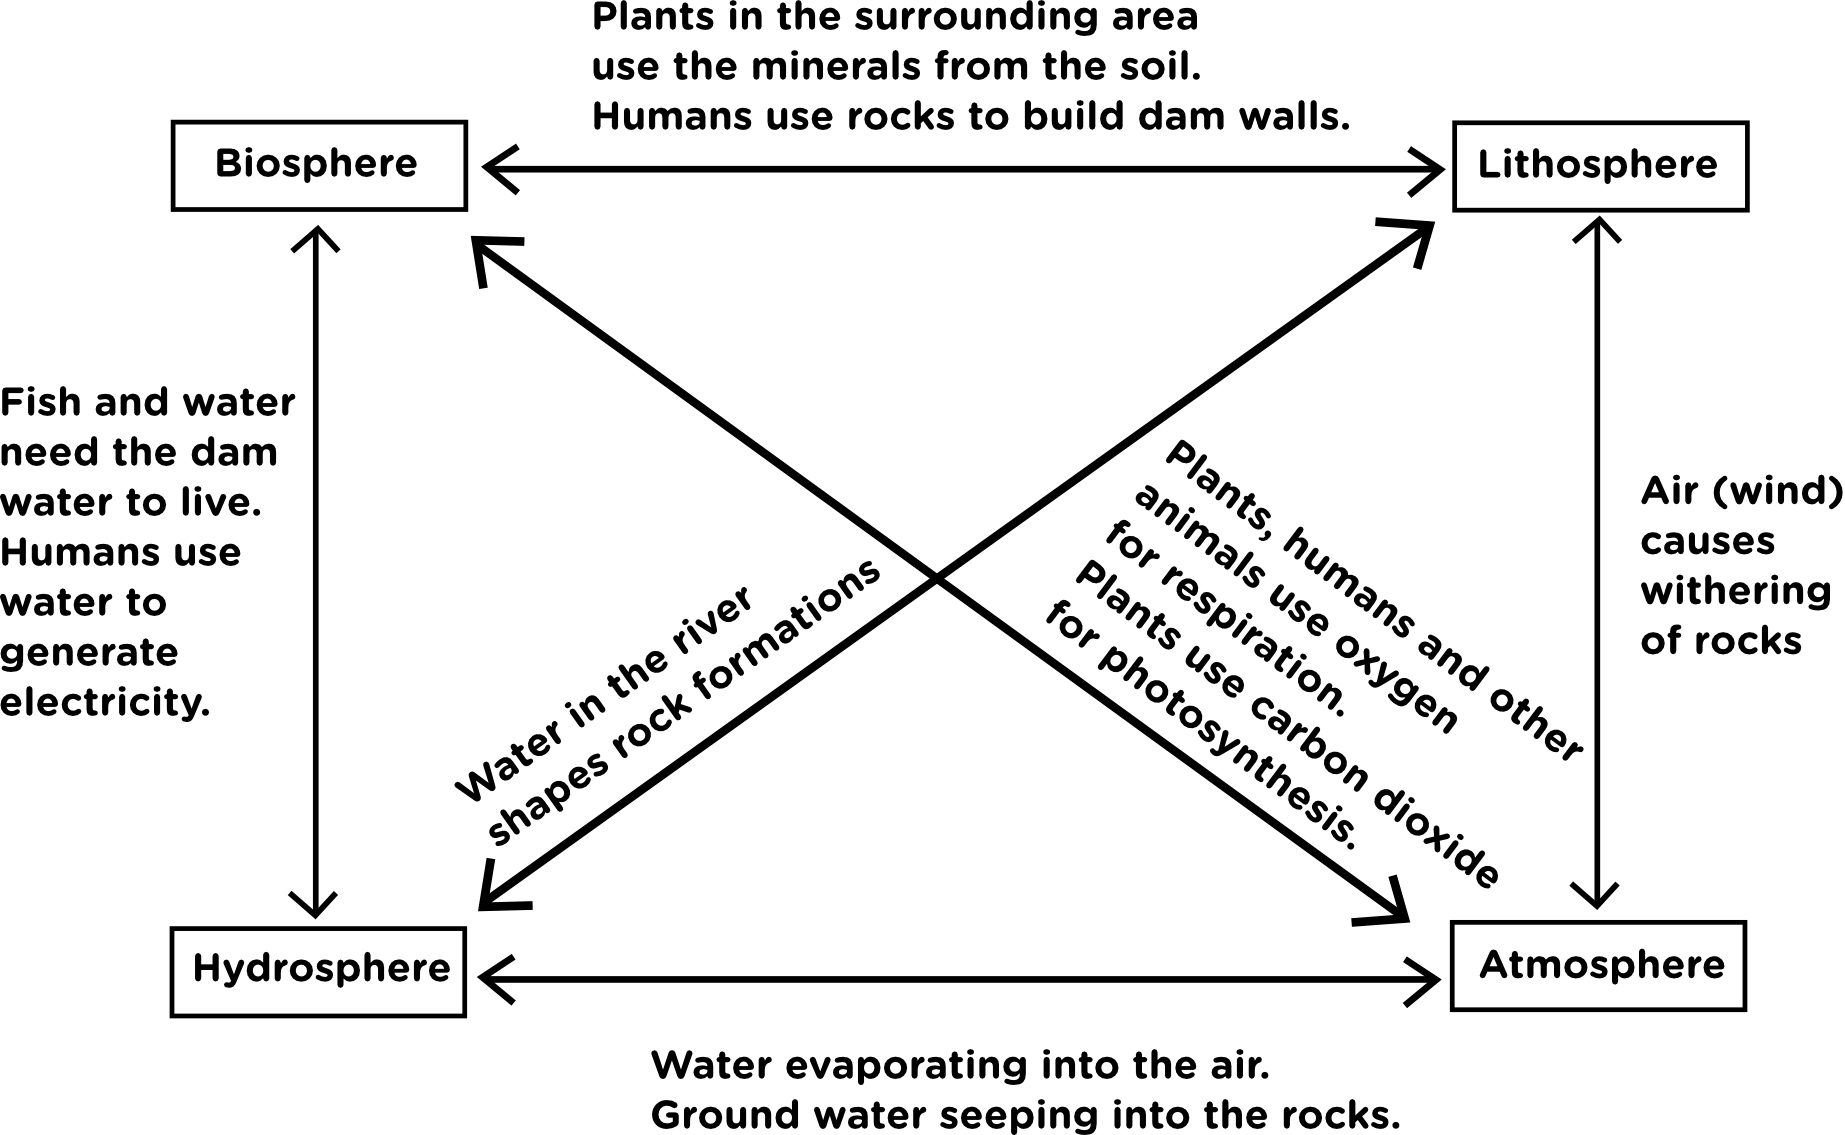 Plants in the surrounding area
use the minerals from the soil.
Humans use rocks to build dam walls.
Biosphere
Lithosphere
Fish and water
need the dam
water to live.
Humans use
water to
generate
electricity.
Water in the river
shapes rock formations
Plants, humans and other
animals use oxygen
for respiration.
Plants use carbon dioxide
for photosynthesis.
Air (wind)
causes
withering
of rocks
Hydrosphere
Atmosphere
Water evaporating into the air.
Ground water seeping into the rocks.